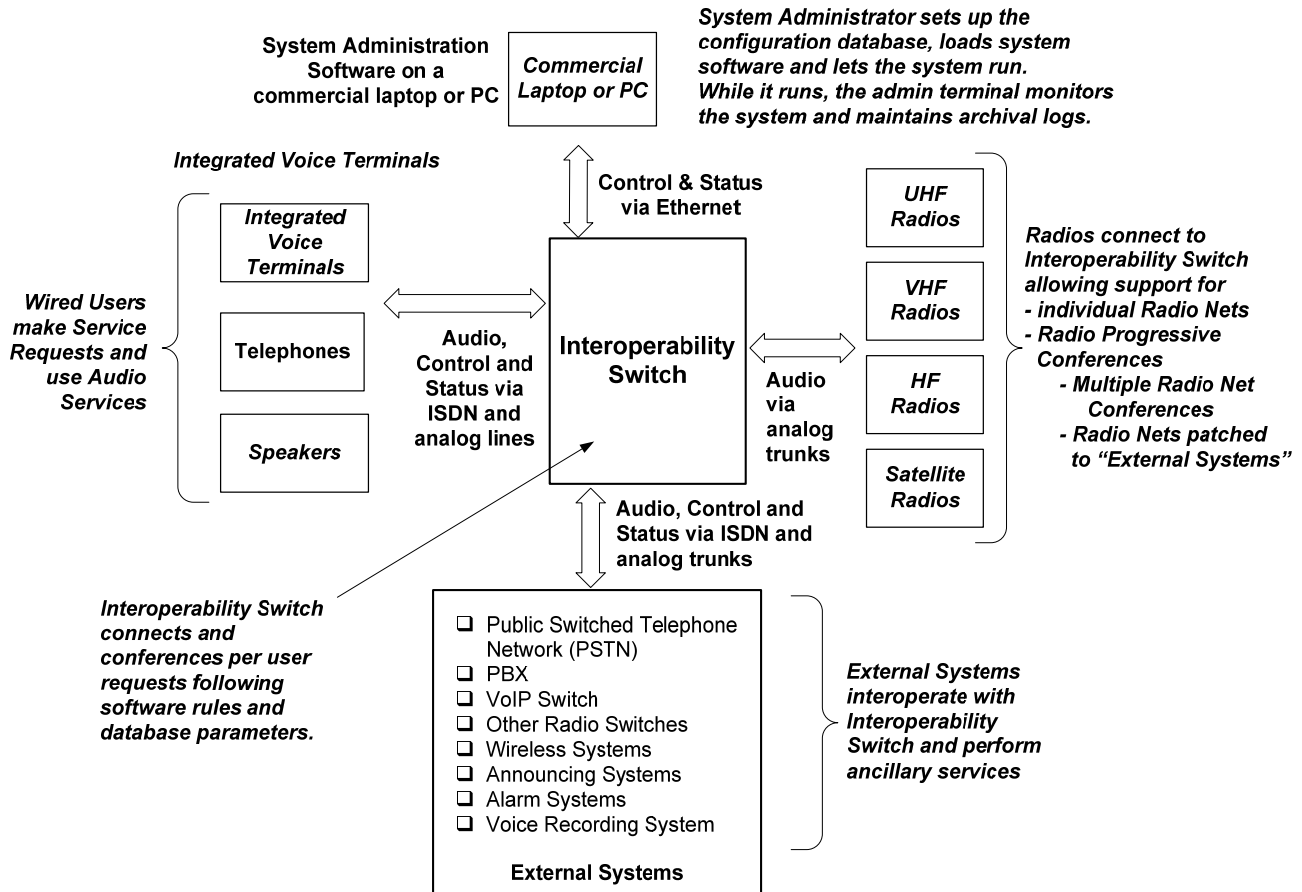 System Administration
Software on a
commercial laptop or PC
Commercial
Laptop or PC
System Administrator sets up the
configuration database, loads system
software and lets the system run.
While it runs, the admin terminal monitors
the system and maintains archival logs.
Integrated Voice Terminals
Control & Status
via Ethernet
Wired Users
make Service
Requests and
use Audio
Services
Integrated
Voice
Terminals
Telephones
Speakers
Audio,
Control and
Status via
ISDN and
analog lines
Interoperability
Switch
Audio
via
analog
trunks
UHF
Radios
VHF
Radios
HF
Radios
Satellite
Radios
Radios connect to
Interoperability Switch
allowing support for
- individual Radio Nets
- Radio Progressive
Conferences
- Multiple Radio Net
Conferences
- Radio Nets patched
to “External Systems”
Audio, Control and
Status via ISDN and
analog trunks
Interoperability Switch
connects and
conferences per user
requests following
software rules and
database parameters.
❑ Public Switched Telephone
Network (PSTN)
❑ PBX
❑ VoIP Switch
❑ Other Radio Switches
❑ Wireless Systems
❑ Announcing Systems
❑ Alarm Systems
❑ Voice Recording System
External Systems
External Systems
interoperate with
Interoperability
Switch and perform
ancillary services